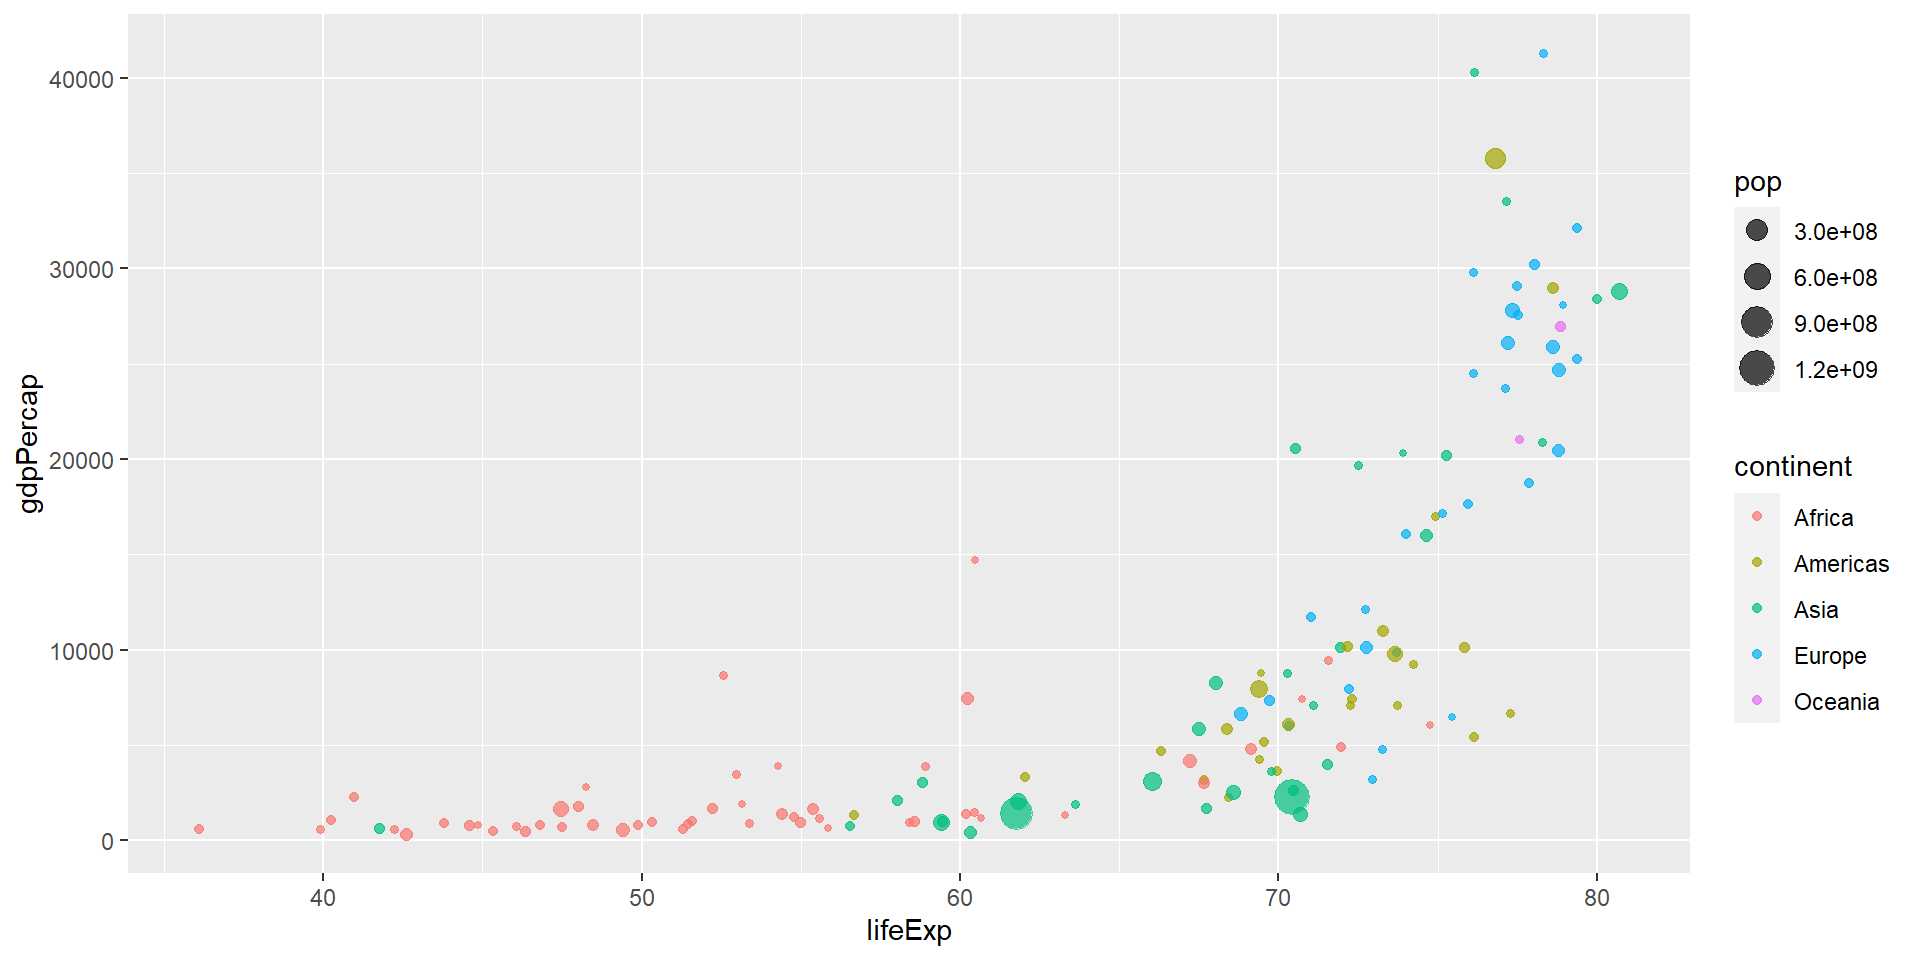 40000
30000
20000
10000
0
gdpPercap
40 50 60 70 80
lifeExp
pop
3.0e+08
6.0e+08
9.0e+08
1.2e+09
continent
Africa
Americas
Asia
Europe
Oceania